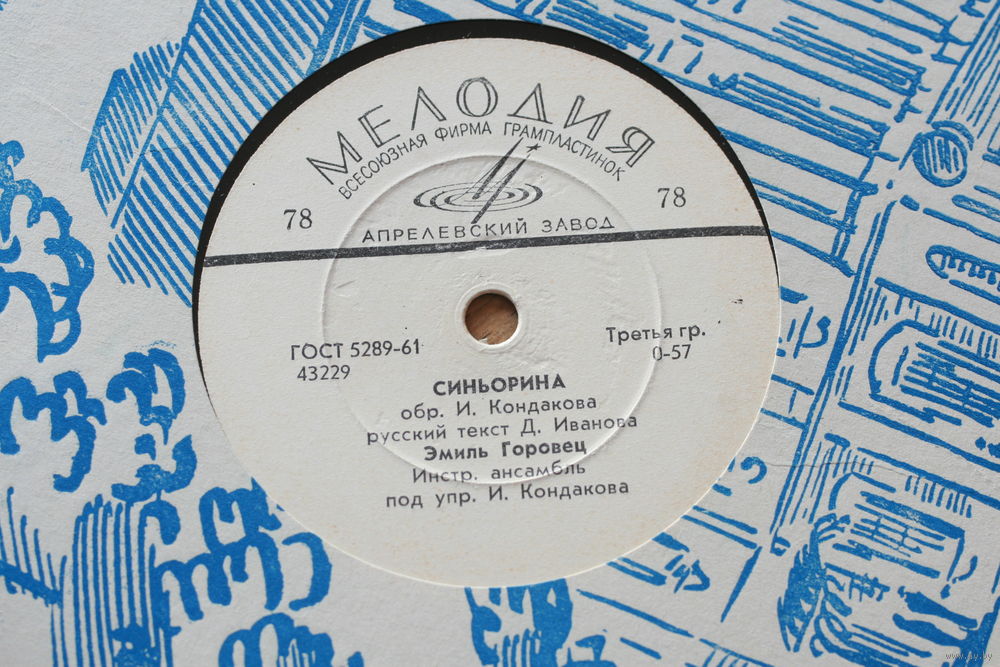 МЕЛОДИЯ
ВСЕСОЮЗНАЯ ФИРМА ГРАМПЛАСТИНОК
78 78
АПРЕЛЕВСКИЙ ЗАВОД
ГОСТ 5289-61
43229
Третья гр.
0-57
СИНЬОРИНА
обр. И. Кондакова
русский текст Д. Иванова
Эмиль Горовец
Инстр. ансамбль
под упр. И. Кондакова